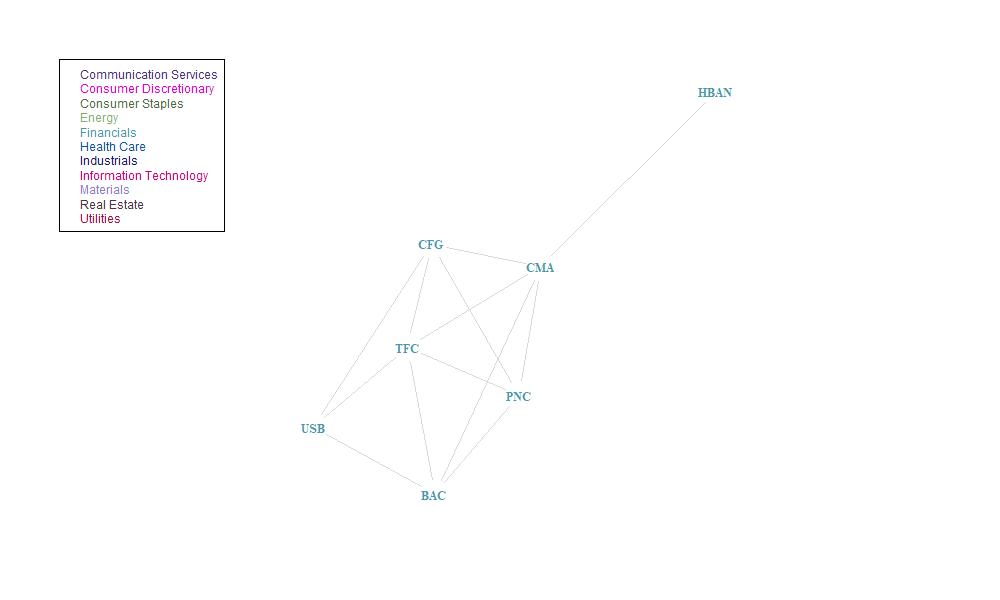 Communication Services
Consumer Discretionary
Consumer Staples
Energy
Financials
Health Care
Industrials
Information Technology
Materials
Real Estate
Utilities
HBAN
CFG
CMA
TFC
PNC
USB
BAC